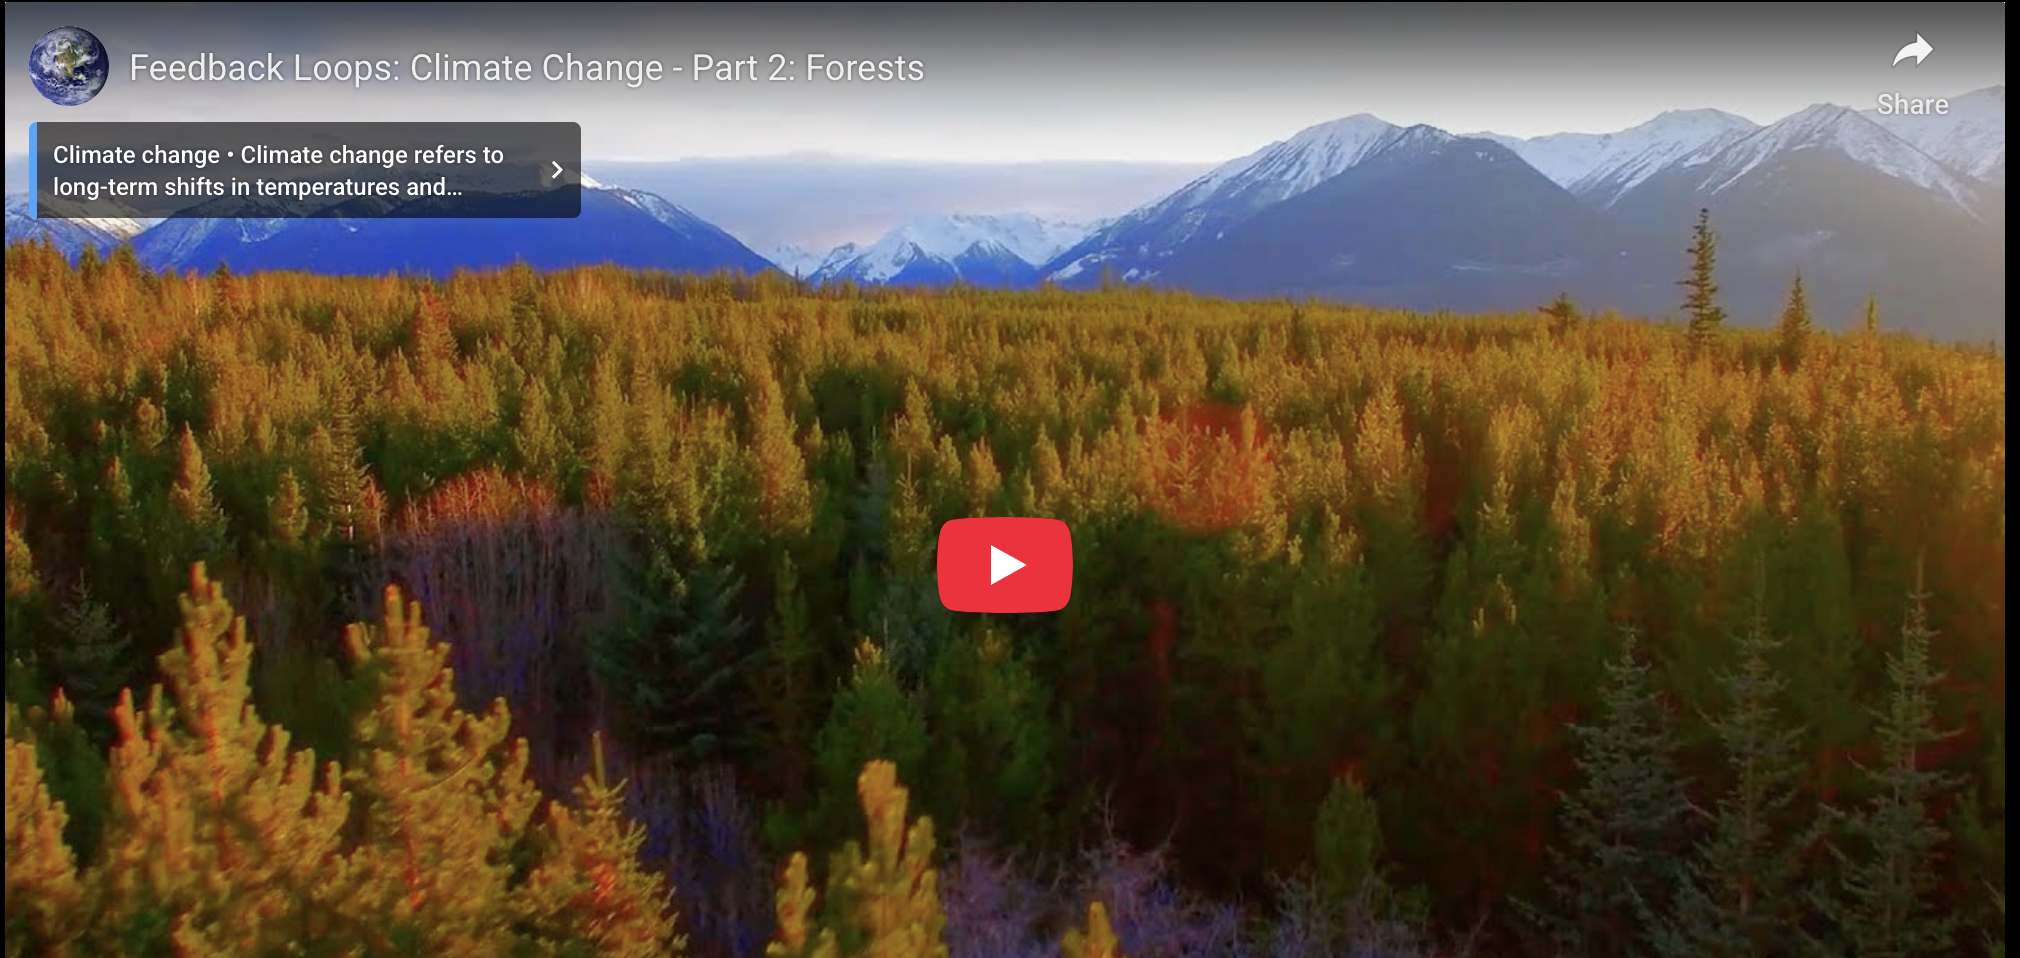 Feedback Loops: Climate Change - Part 2: Forests
Share
Climate change • Climate change refers to
long-term shifts in temperatures and...